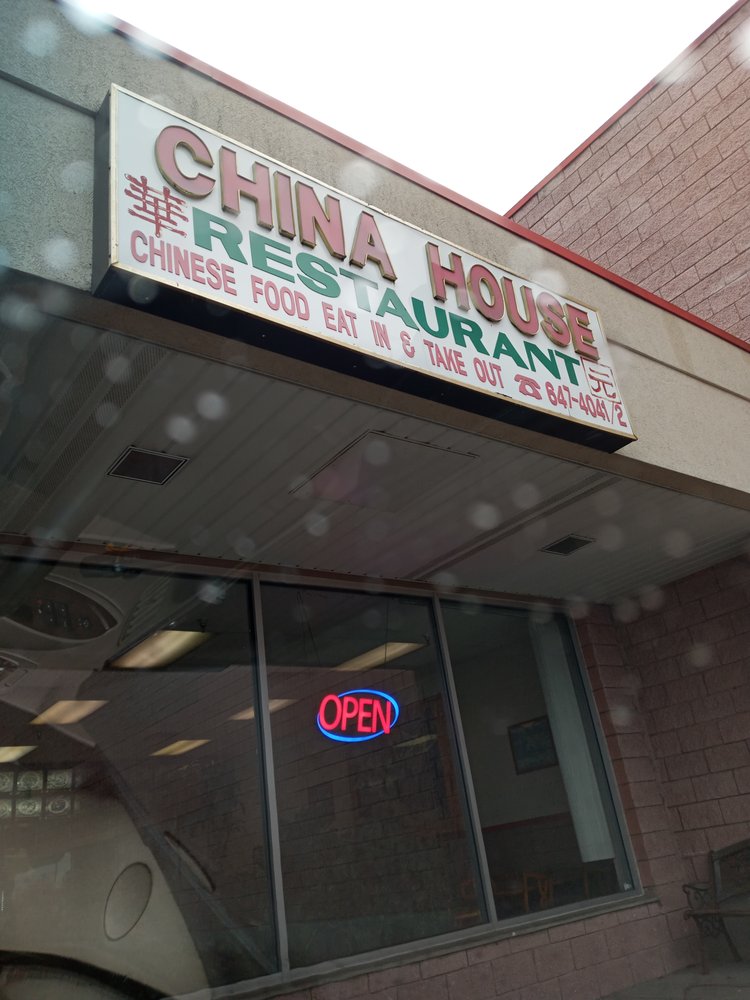 CHINA HOUSE
華 RESTAURANT 元
CHINESE FOOD EAT IN & TAKE OUT ☎ 647-4041/2
OPEN